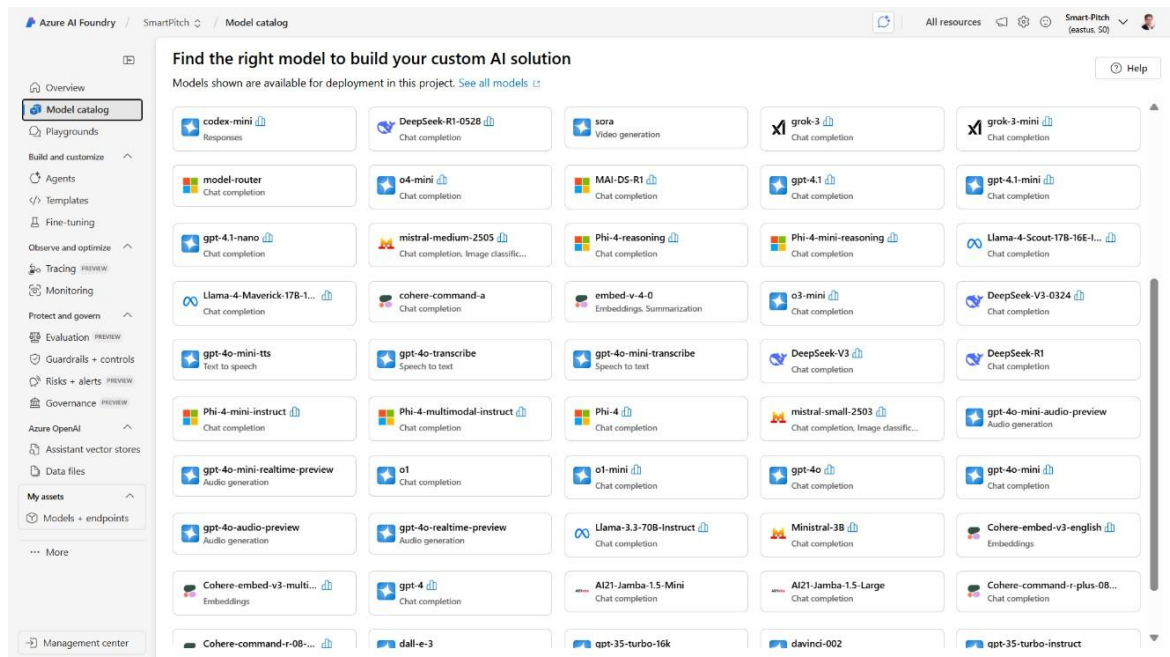 Azure AI Foundry / SmartPitch / Model catalog
All resources
Smart-Pitch
(eastus, S0)
Overview
Model catalog
Playgrounds
Build and customize
Agents
Templates
Fine-tuning
Observe and optimize
Tracing PREVIEW
Monitoring
Protect and govern
Evaluation PREVIEW
Guardrails + controls
Risks + alerts PREVIEW
Governance PREVIEW
Azure OpenAI
Assistant vector stores
Data files
My assets
Models + endpoints
... More
Management center
Find the right model to build your custom AI solution
Models shown are available for deployment in this project. See all models
Help
codex-mini
Responses
DeepSeek-R1-0528
Chat completion
sora
Video generation
grok-3
Chat completion
grok-3-mini
Chat completion
model-router
Chat completion
o4-mini
Chat completion
MAI-DS-R1
Chat completion
gpt-4.1
Chat completion
gpt-4.1-mini
Chat completion
gpt-4.1-nano
Chat completion
mistral-medium-2505
Chat completion, Image classific...
Phi-4-reasoning
Chat completion
Phi-4-mini-reasoning
Chat completion
Llama-4-Scout-17B-16E-I...
Chat completion
Llama-4-Maverick-17B-1...
Chat completion
cohere-command-a
Chat completion
embed-v-4-0
Embeddings, Summarization
o3-mini
Chat completion
DeepSeek-V3-0324
Chat completion
gpt-4o-mini-tts
Text to speech
gpt-4o-transcribe
Speech to text
gpt-4o-mini-transcribe
Speech to text
DeepSeek-V3
Chat completion
DeepSeek-R1
Chat completion
Phi-4-mini-instruct
Chat completion
Phi-4-multimodal-instruct
Chat completion
Phi-4
Chat completion
mistral-small-2503
Chat completion, Image classific...
gpt-4o-mini-audio-preview
Audio generation
gpt-4o-mini-realtime-preview
Audio generation
o1
Chat completion
o1-mini
Chat completion
gpt-4o
Chat completion
gpt-4o-mini
Chat completion
gpt-4o-audio-preview
Audio generation
gpt-4o-realtime-preview
Audio generation
Llama-3.3-70B-Instruct
Chat completion
Ministral-3B
Chat completion
Cohere-embed-v3-english
Embeddings
Cohere-embed-v3-multi...
Embeddings
gpt-4
Chat completion
AI21-Jamba-1.5-Mini
Chat completion
AI21-Jamba-1.5-Large
Chat completion
Cohere-command-r-plus-08...
Chat completion
Cohere-command-r-08-...
dall-e-3
gpt-35-turbo-16k
davinci-002
gpt-35-turbo-instruct